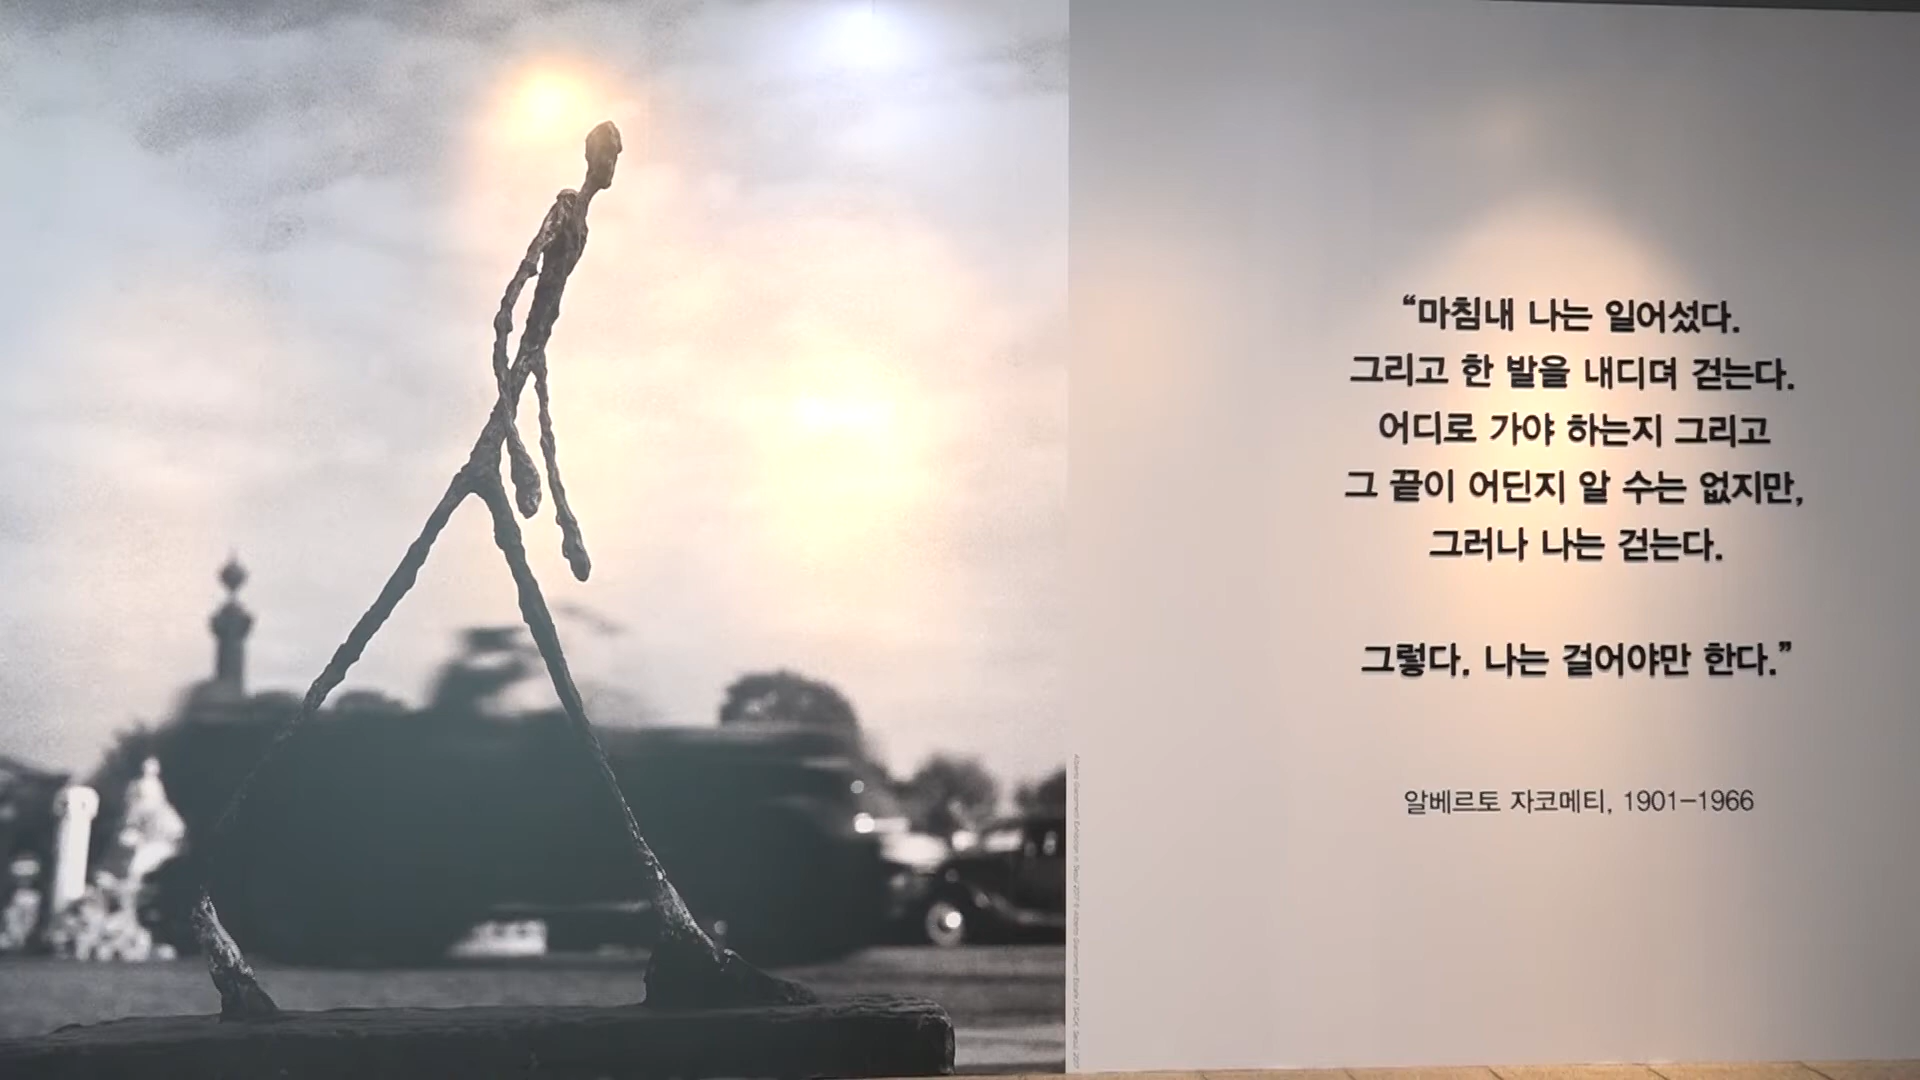 “마침내 나는 일어섰다.
그리고 한 발을 내디뎌 걷는다.
어디로 가야 하는지 그리고
그 끝이 어딘지 알 수는 없지만,
그러나 나는 걷는다.
그렇다. 나는 걸어야만 한다.”
알베르토 자코메티, 1901–1966